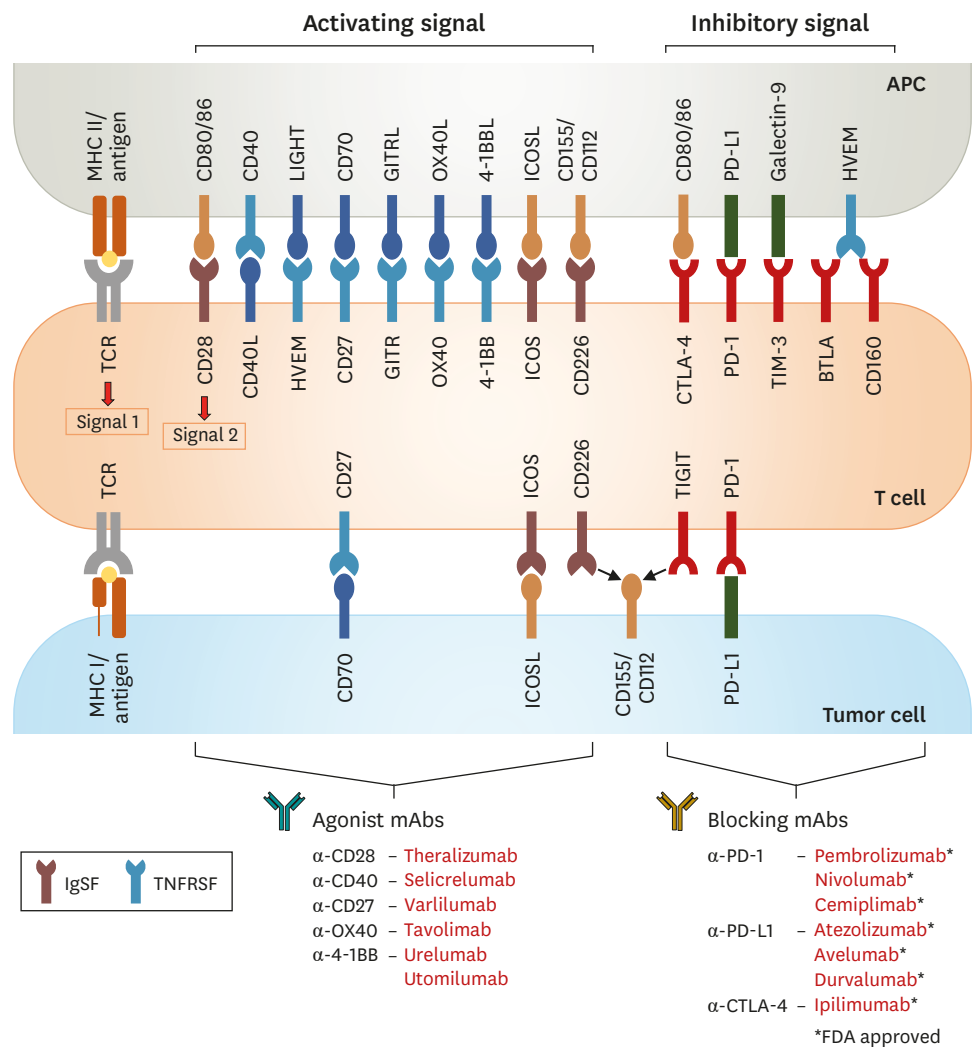 Activating signal
Inhibitory signal
APC
MHC II/
antigen
CD80/86
CD40
LIGHT
CD70
GITRL
OX40L
4-1BBL
ICOSL
CD155/
CD112
CD80/86
PD-L1
Galectin-9
HVEM
TCR
CD28
CD40L
HVEM
CD27
GITR
OX40
4-1BB
ICOS
CD226
CTLA-4
PD-1
TIM-3
BTLA
CD160
Signal 1
Signal 2
TCR
CD27
ICOS
CD226
TIGIT
PD-1
T cell
MHC I/
antigen
CD70
ICOSL
CD155/
CD112
PD-L1
Tumor cell
IgSF
TNFRSF
Agonist mAbs
α-CD28 – Theralizumab
α-CD40 – Selicrelumab
α-CD27 – Varlilumab
α-OX40 – Tavolimab
α-4-1BB – Urelumab
Utomilumab
Blocking mAbs
α-PD-1 – Pembrolizumab*
Nivolumab*
Cemiplimab*
α-PD-L1 – Atezolizumab*
Avelumab*
Durvalumab*
α-CTLA-4 – Ipilimumab*
*FDA approved